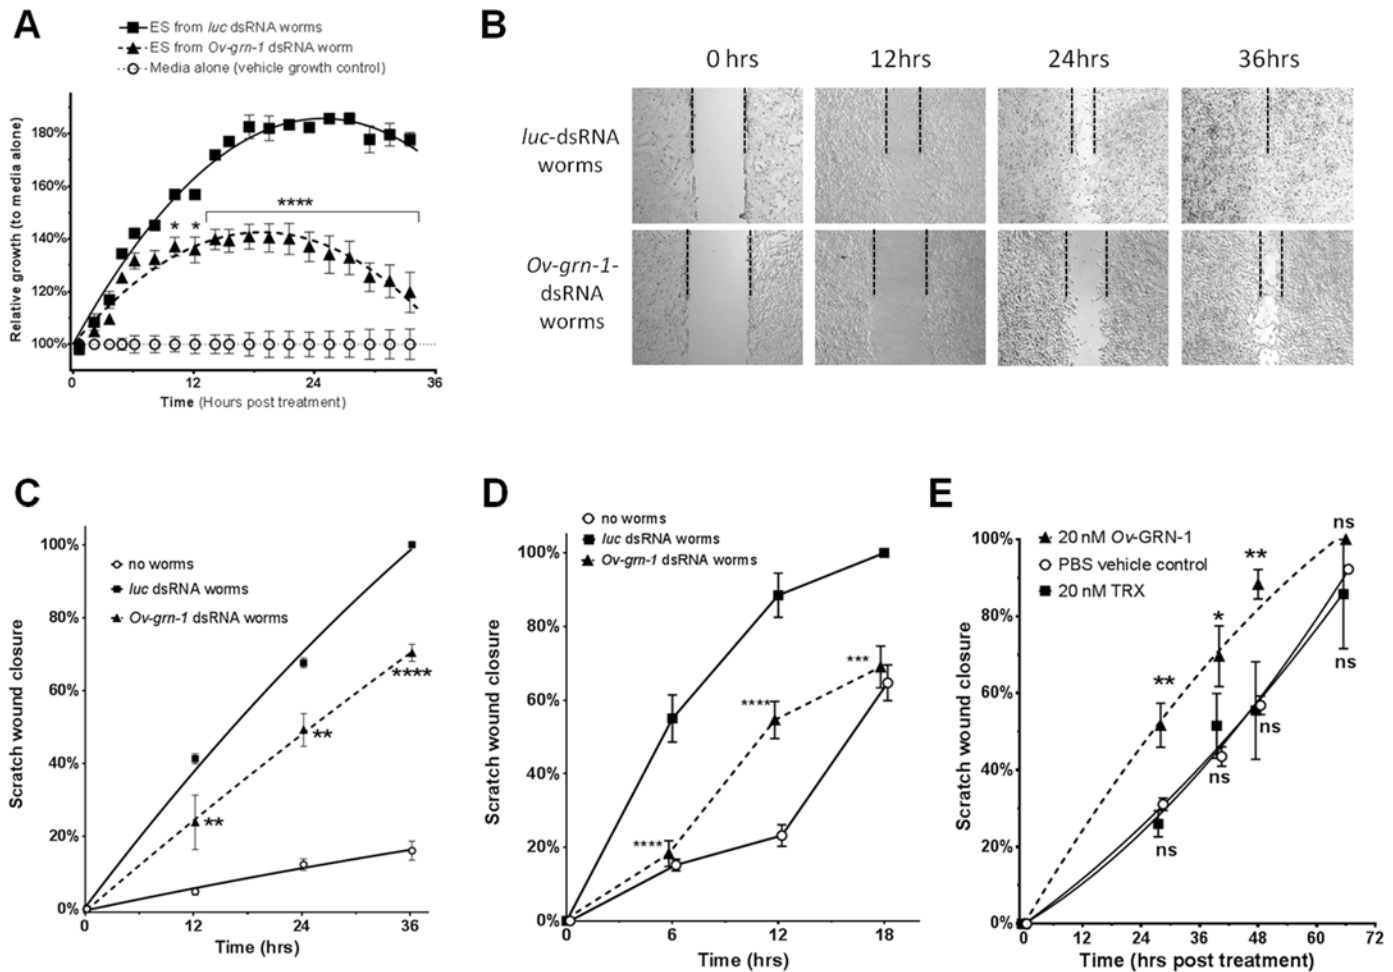 A
ES from luc dsRNA worms
ES from Ov-grn-1 dsRNA worm
Media alone (vehicle growth control)
Relative growth (to media alone)
180%
160%
140%
120%
100%
* *
****
0 12 24 36
Time (Hours post treatment)
B
0 hrs 12hrs 24hrs 36hrs
luc-dsRNA
worms
Ov-grn-1-
dsRNA
worms
C
no worms
luc dsRNA worms
Ov-grn-1 dsRNA worms
Scratch wound closure
100%
80%
60%
40%
20%
0%
**
**
****
0 12 24 36
Time (hrs)
D
no worms
luc dsRNA worms
Ov-grn-1 dsRNA worms
Scratch wound closure
100%
80%
60%
40%
20%
0%
****
****
***
0 6 12 18
Time (hrs)
E
20 nM Ov-GRN-1
PBS vehicle control
20 nM TRX
Scratch wound closure
100%
80%
60%
40%
20%
0%
**
*
**
ns
ns
ns
ns
ns
0 12 24 36 48 60 72
Time (hrs post treatment)